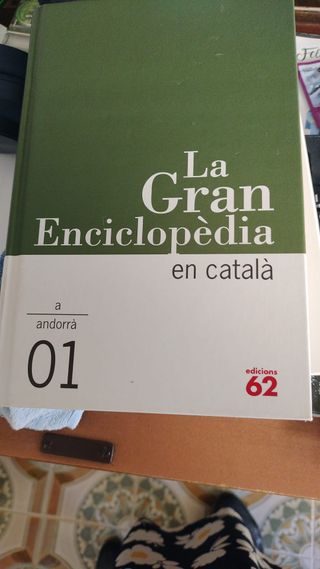 La
Gran
Enciclopèdia
en català
a
andorrà
01
edicions
62